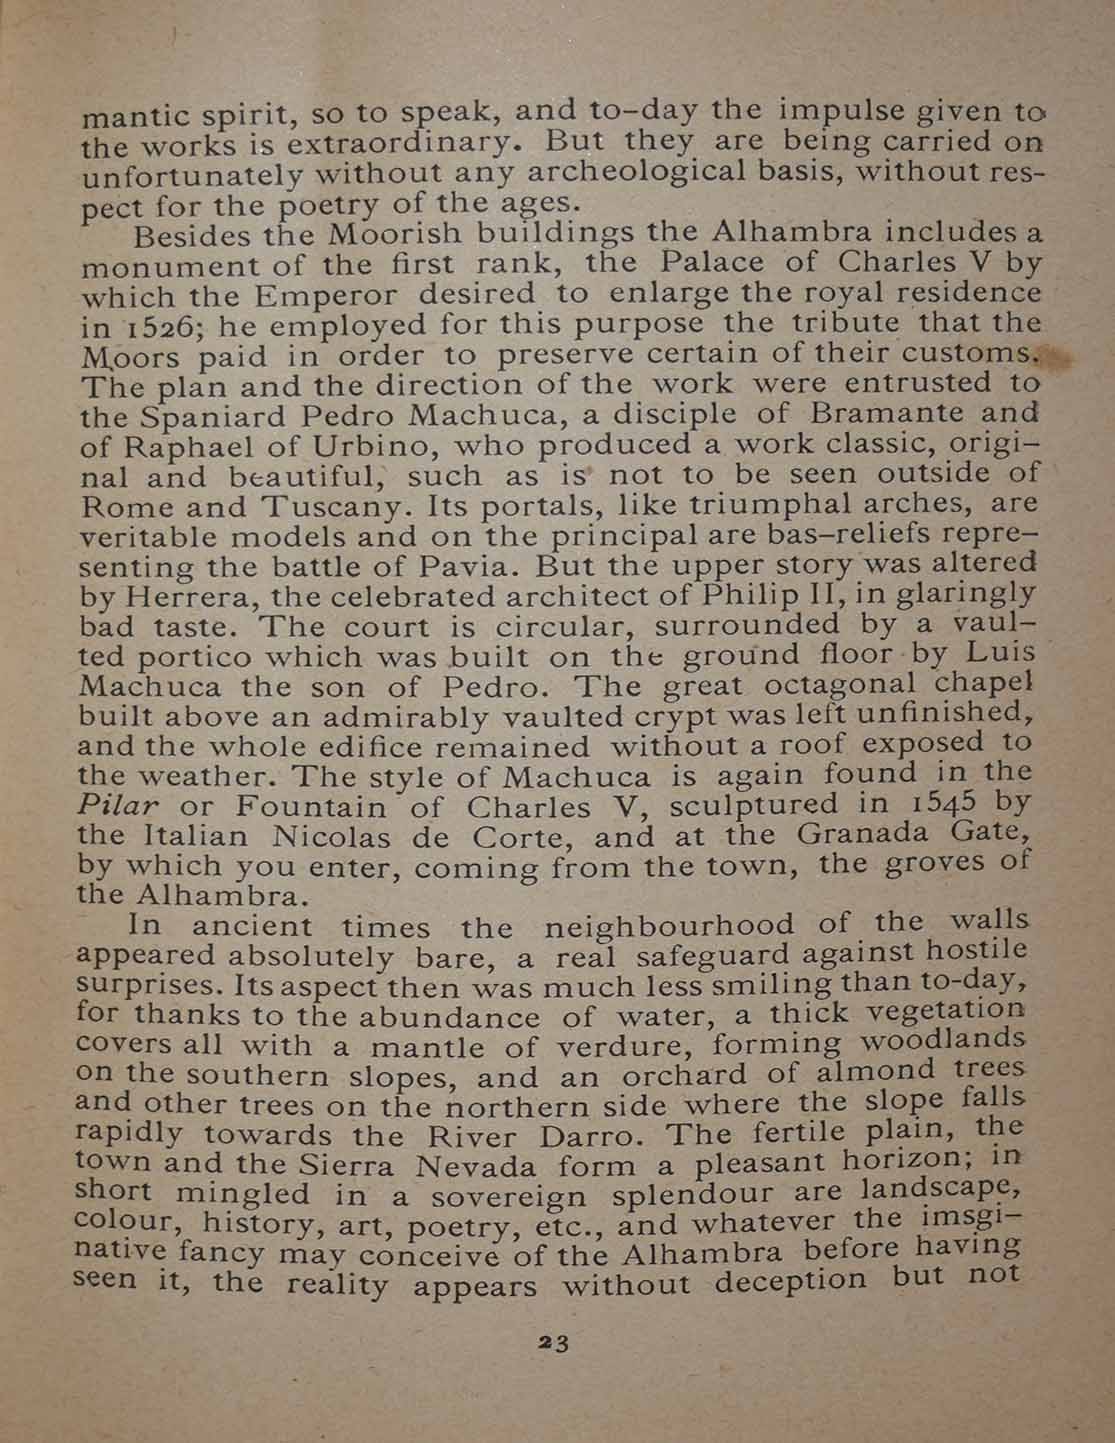 mantic spirit, so to speak, and to-day the impulse given to
the works is extraordinary. But they are being carried on
unfortunately without any archeological basis, without res-
pect for the poetry of the ages.
Besides the Moorish buildings the Alhambra includes a
monument of the first rank, the Palace of Charles V by
which the Emperor desired to enlarge the royal residence
in 1526; he employed for this purpose the tribute that the
Moors paid in order to preserve certain of their customs.
The plan and the direction of the work were entrusted to
the Spaniard Pedro Machuca, a disciple of Bramante and
of Raphael of Urbino, who produced a work classic, origi-
nal and beautiful, such as is not to be seen outside of
Rome and Tuscany. Its portals, like triumphal arches, are
veritable models and on the principal are bas-reliefs repre-
senting the battle of Pavia. But the upper story was altered
by Herrera, the celebrated architect of Philip II, in glaringly
bad taste. The court is circular, surrounded by a vaul-
ted portico which was built on the ground floor by Luis
Machuca the son of Pedro. The great octagonal chapel
built above an admirably vaulted crypt was left unfinished,
and the whole edifice remained without a roof exposed to
the weather. The style of Machuca is again found in the
Pilar or Fountain of Charles V, sculptured in 1545 by
the Italian Nicolas de Corte, and at the Granada Gate,
by which you enter, coming from the town, the groves of
the Alhambra.
In ancient times the neighbourhood of the walls
appeared absolutely bare, a real safeguard against hostile
surprises. Its aspect then was much less smiling than to-day,
for thanks to the abundance of water, a thick vegetation
covers all with a mantle of verdure, forming woodlands
on the southern slopes, and an orchard of almond trees
and other trees on the northern side where the slope falls
rapidly towards the River Darro. The fertile plain, the
town and the Sierra Nevada form a pleasant horizon; in
short mingled in a sovereign splendour are landscape,
colour, history, art, poetry, etc., and whatever the imsgi-
native fancy may conceive of the Alhambra before having
seen it, the reality appears without deception but not
23